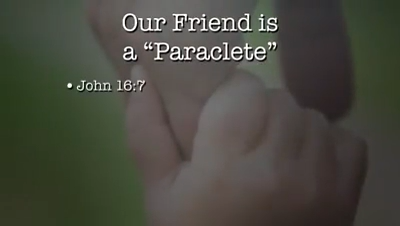 Our Friend is
a “Paraclete”
• John 16:7